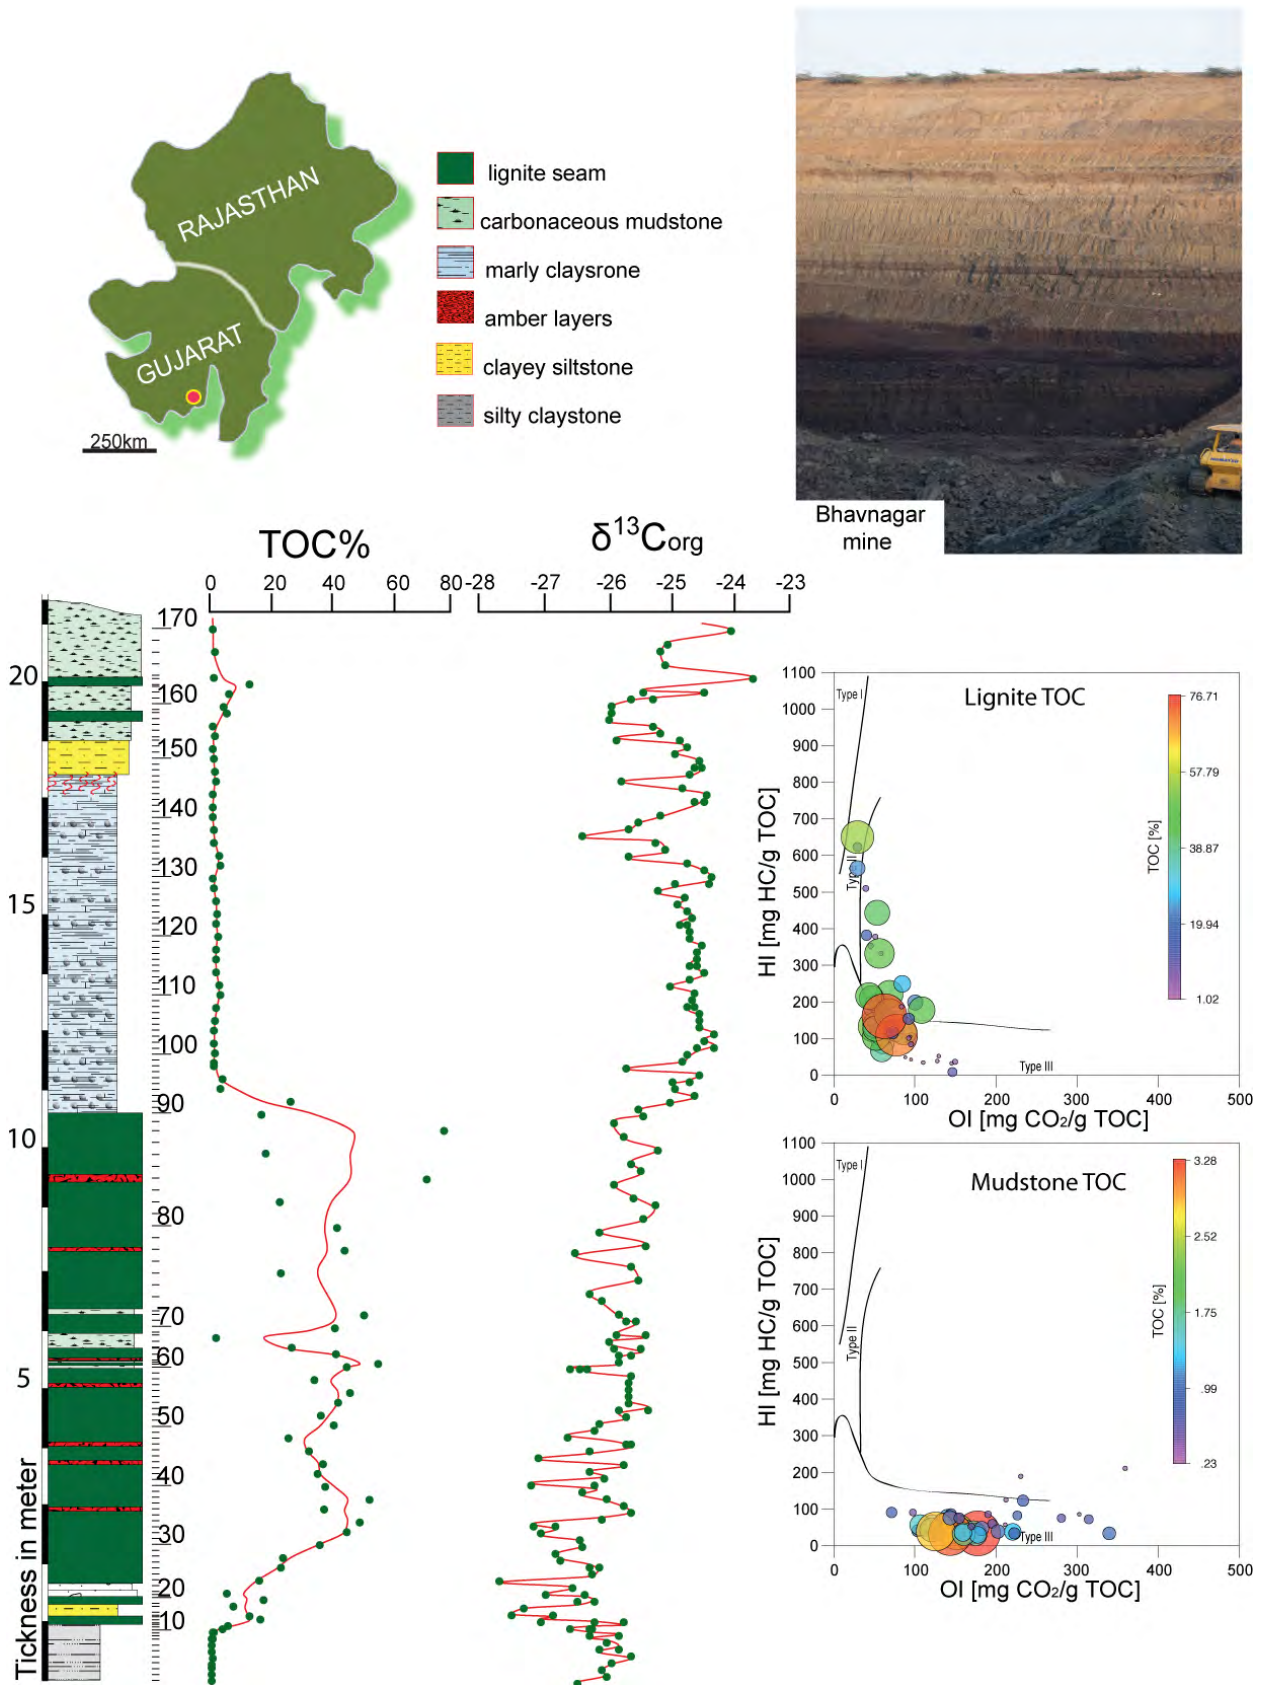 RAJASTHAN
GUJARAT
250km
lignite seam
carbonaceous mudstone
marly claysrone
amber layers
clayey siltstone
silty claystone
Bhavnagar
mine
TOC%
δ13Corg
0 20 40 60 80
-28 -27 -26 -25 -24 -23
Tickness in meter
20
15
10
5
170
160
150
140
130
120
110
100
90
80
70
60
50
40
30
20
10
Lignite TOC
HI [mg HC/g TOC]
1100
1000
900
800
700
600
500
400
300
200
100
0
Type I
Type II
Type III
TOC [%]
76.71
57.79
38.87
19.94
1.02
0 100 200 300 400 500
OI [mg CO2/g TOC]
Mudstone TOC
HI [mg HC/g TOC]
1100
1000
900
800
700
600
500
400
300
200
100
0
Type I
Type II
Type III
TOC [%]
3.28
2.52
1.75
.99
.23
0 100 200 300 400 500
OI [mg CO2/g TOC]